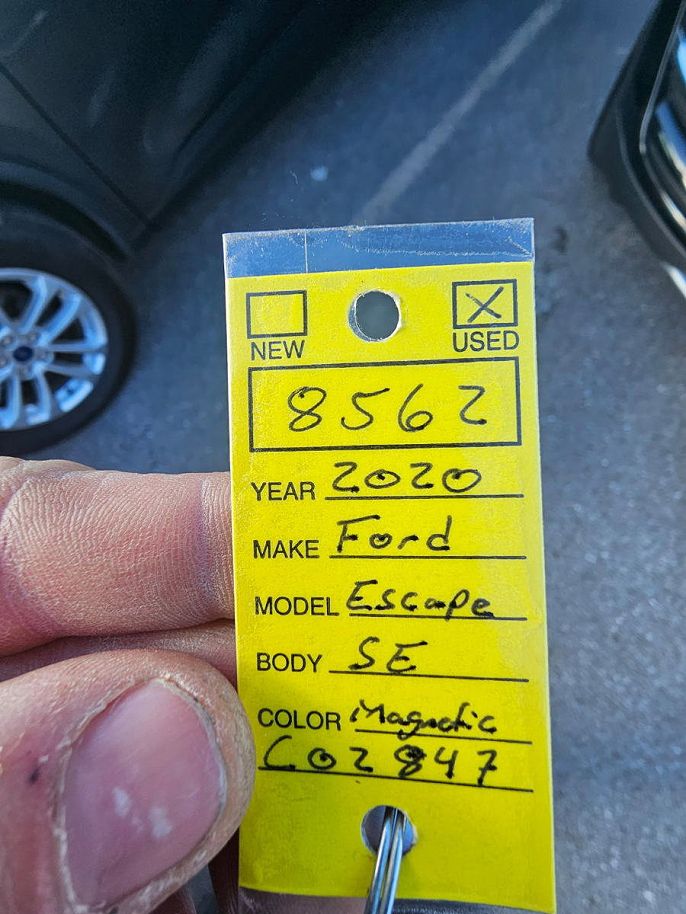 NEW X USED
8562
YEAR 2020
MAKE Ford
MODEL Escape
BODY SE
COLOR Magnetic
C02847